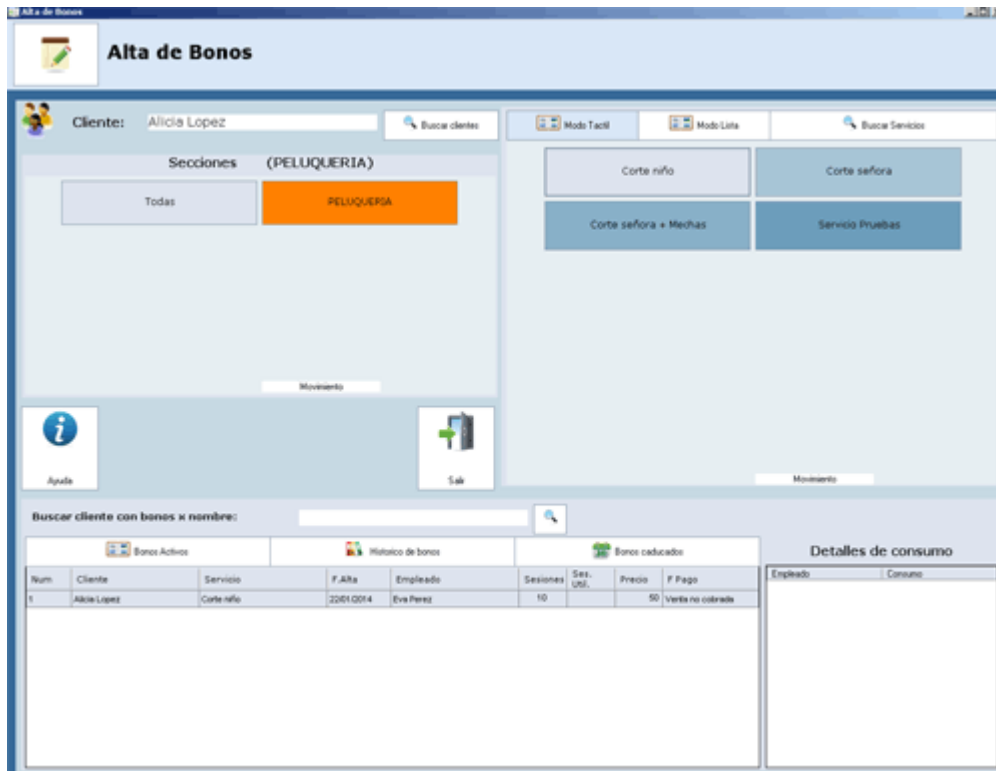 Alta de Bonos
Alta de Bonos
Cliente: Alicia Lopez Buscar clientes
Secciones (PELUQUERIA)
Todas PELUQUERIA
Movimiento
Ayuda Salir
Modo Tactil Modo Lista Buscar Servicios
Corte niño Corte señora
Corte señora + Mechas Servicio Pruebas
Movimiento
Buscar cliente con bonos x nombre:
Bonos Activos Historico de bonos Bonos caducados
Num Cliente Servicio F.Alta Empleado Sesiones Ses. Util. Precio F Pago
1 Alicia Lopez Corte niño 22/01/2014 Eva Perez 10 50 Venta no cobrada
Detalles de consumo
Empleado Consumo